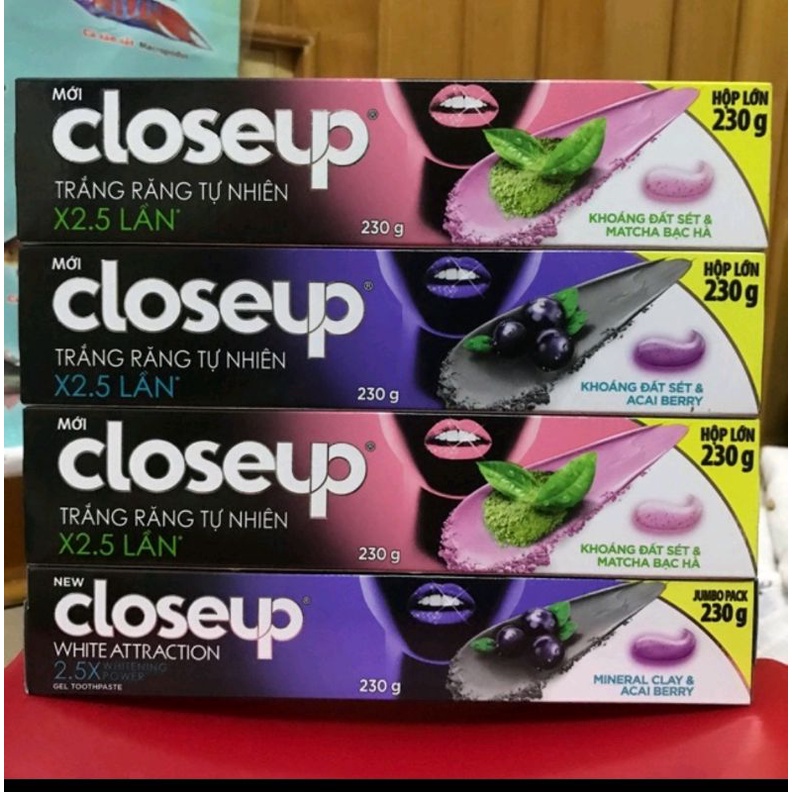 Cá sấu sắt
MỚI
closeup®
TRẮNG RĂNG TỰ NHIÊN
X2.5 LẦN*
230 g
HỘP LỚN
230 g
KHOÁNG ĐẤT SÉT &
MATCHA BẠC HÀ
MỚI
closeup®
TRẮNG RĂNG TỰ NHIÊN
X2.5 LẦN*
230 g
HỘP LỚN
230 g
KHOÁNG ĐẤT SÉT &
ACAI BERRY
MỚI
closeup®
TRẮNG RĂNG TỰ NHIÊN
X2.5 LẦN*
230 g
HỘP LỚN
230 g
KHOÁNG ĐẤT SÉT &
MATCHA BẠC HÀ
NEW
closeup®
WHITE ATTRACTION
2.5X WHITENING
POWER
GEL TOOTHPASTE
230 g
JUMBO PACK
230 g
MINERAL CLAY &
ACAI BERRY